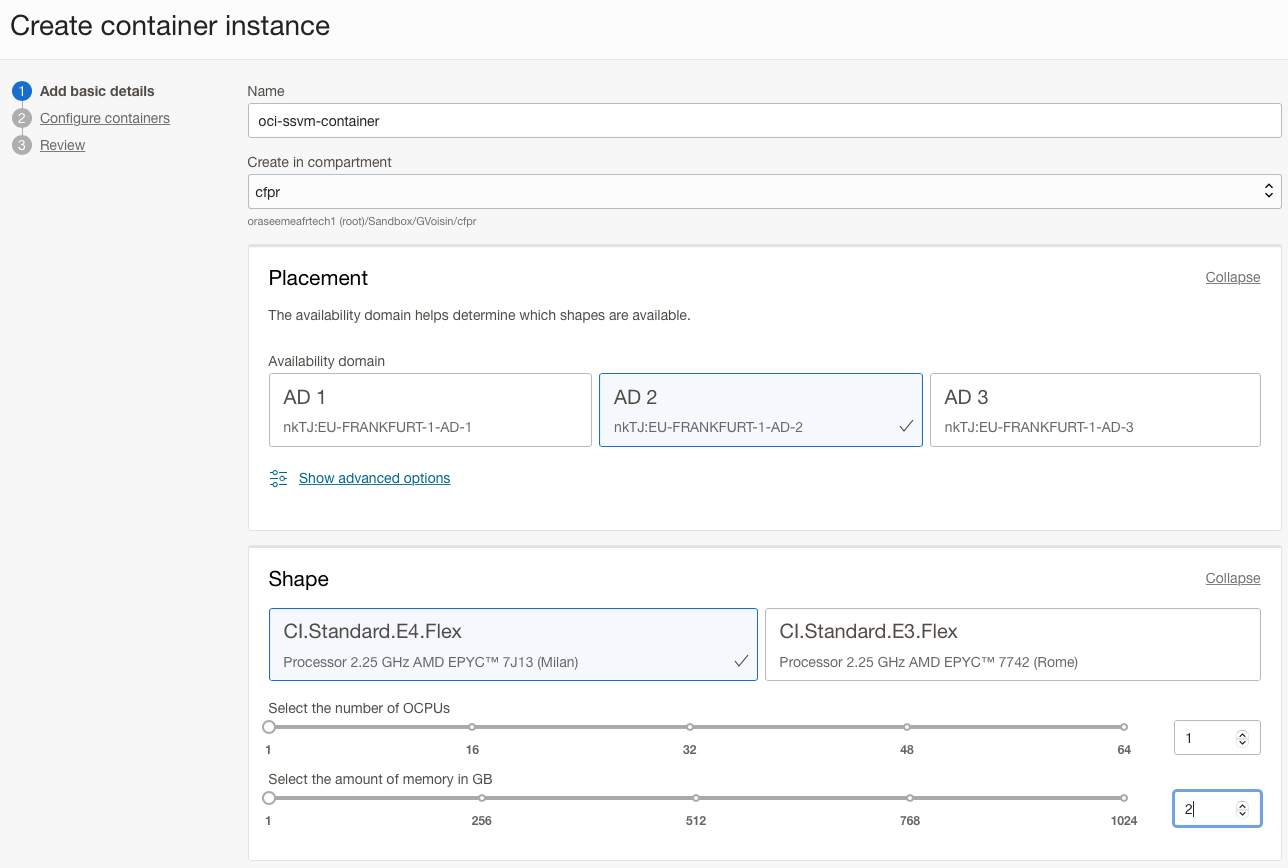 Create container instance
1 Add basic details
2 Configure containers
3 Review
Name
oci-ssvm-container
Create in compartment
cfpr
oraseemeafrtech1 (root)/Sandbox/GVoisin/cfpr
Placement
Collapse
The availability domain helps determine which shapes are available.
Availability domain
AD 1
nkTJ:EU-FRANKFURT-1-AD-1
AD 2
nkTJ:EU-FRANKFURT-1-AD-2
AD 3
nkTJ:EU-FRANKFURT-1-AD-3
Show advanced options
Shape
Collapse
CI.Standard.E4.Flex
Processor 2.25 GHz AMD EPYC™ 7J13 (Milan)
CI.Standard.E3.Flex
Processor 2.25 GHz AMD EPYC™ 7742 (Rome)
Select the number of OCPUs
1 16 32 48 64
1
Select the amount of memory in GB
1 256 512 768 1024
2